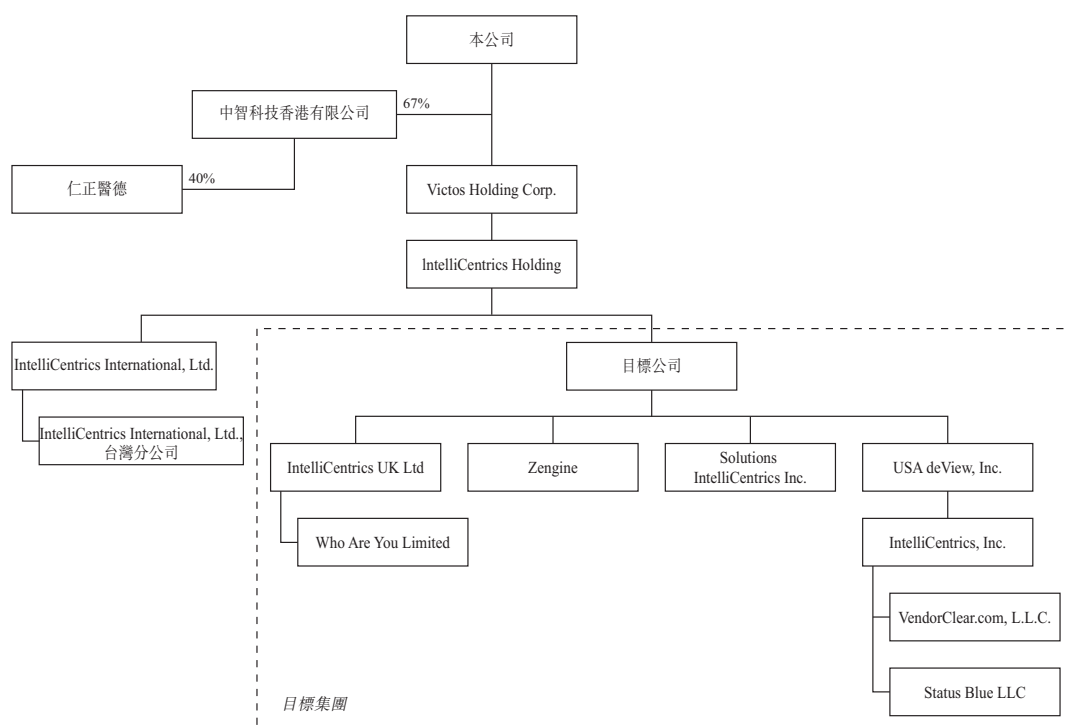 本公司
中智科技香港有限公司
67%
仁正醫德
40%
Victos Holding Corp.
IntelliCentrics Holding
IntelliCentrics International, Ltd.
目標公司
IntelliCentrics International, Ltd.,
台灣分公司
IntelliCentrics UK Ltd
Zengine
Solutions
IntelliCentrics Inc.
USA deView, Inc.
Who Are You Limited
IntelliCentrics, Inc.
VendorClear.com, L.L.C.
Status Blue LLC
目標集團